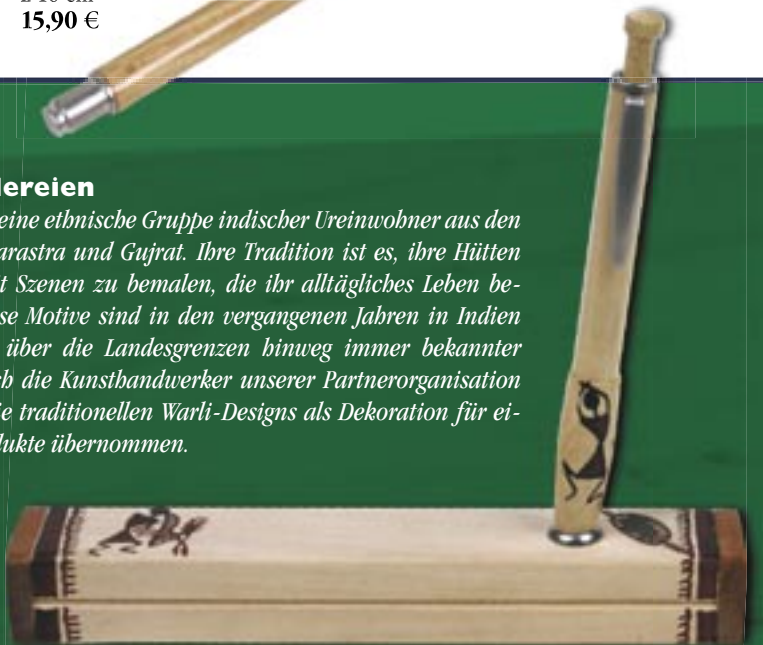 15,90 €
lereien
eine ethnische Gruppe indischer Ureinwohner aus den
arastra und Gujrat. Ihre Tradition ist es, ihre Hütten
t Szenen zu bemalen, die ihr alltägliches Leben be-
se Motive sind in den vergangenen Jahren in Indien
über die Landesgrenzen hinweg immer bekannter
ch die Kunsthandwerker unserer Partnerorganisation
e traditionellen Warli-Designs als Dekoration für ei-
lukte übernommen.